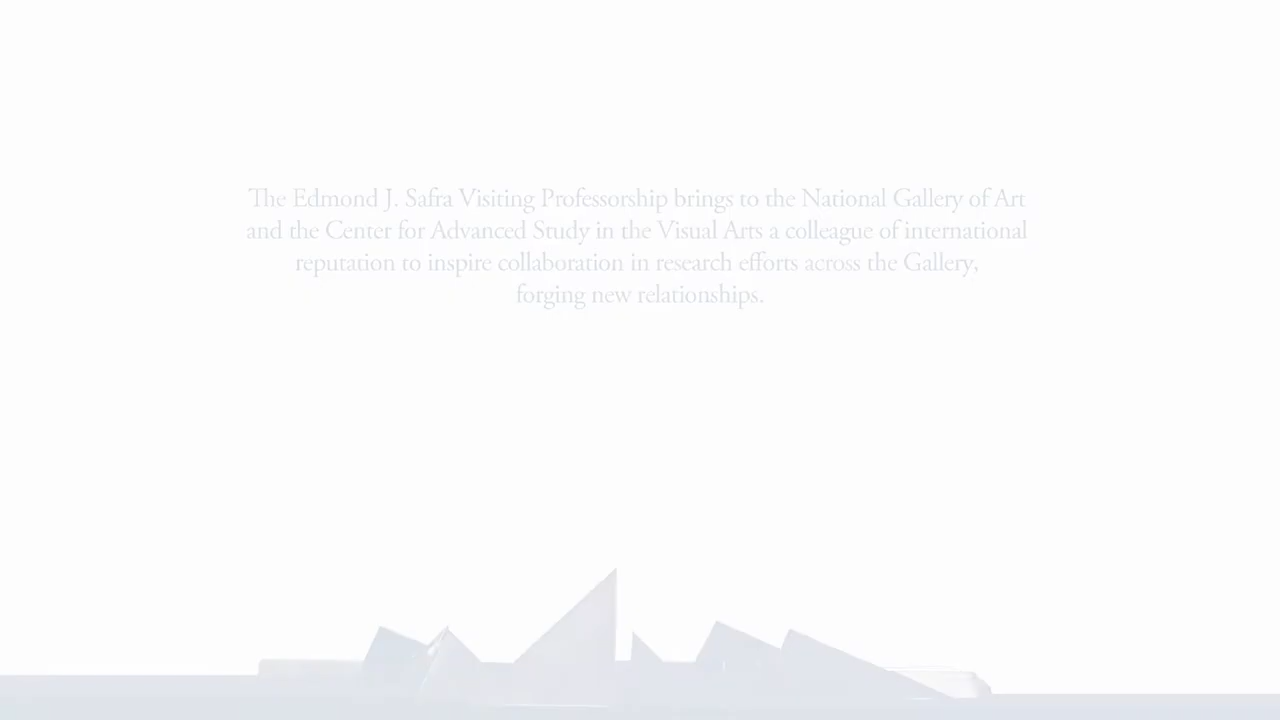 The Edmond J. Safra Visiting Professorship brings to the National Gallery of Art
and the Center for Advanced Study in the Visual Arts a colleague of international
reputation to inspire collaboration in research efforts across the Gallery,
forging new relationships.